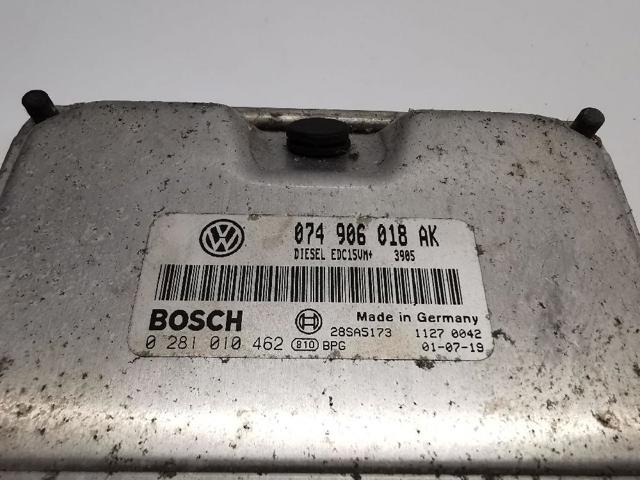 074 906 018 AK
DIESEL EDC15VM+ 3905
BOSCH
Made in Germany
28SA5173 1127 0042
0 281 010 462 810 BPG 01-07-19